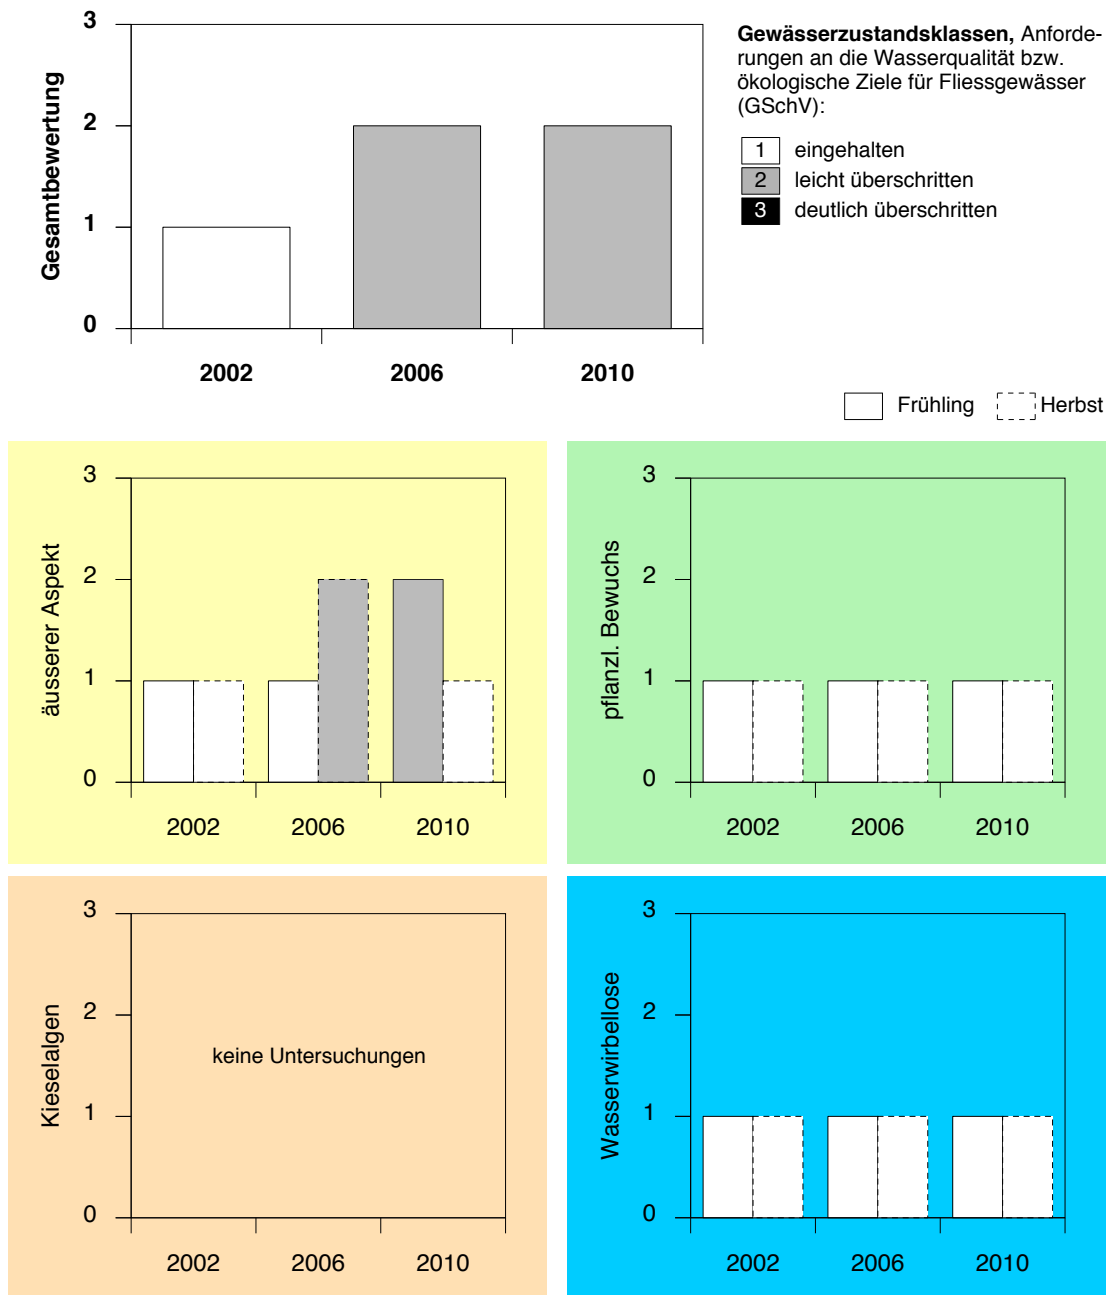 3
2
1
0
Gesamtbewertung
2002 2006 2010
Gewässerzustandsklassen, Anforde-
rungen an die Wasserqualität bzw.
ökologische Ziele für Fliessgewässer
(GSchV):
1 eingehalten
2 leicht überschritten
3 deutlich überschritten
Frühling Herbst
3
2
1
0
äusserer Aspekt
2002 2006 2010
3
2
1
0
pflanzl. Bewuchs
2002 2006 2010
3
2
1
0
Kieselalgen
keine Untersuchungen
2002 2006 2010
3
2
1
0
Wasserwirbellose
2002 2006 2010